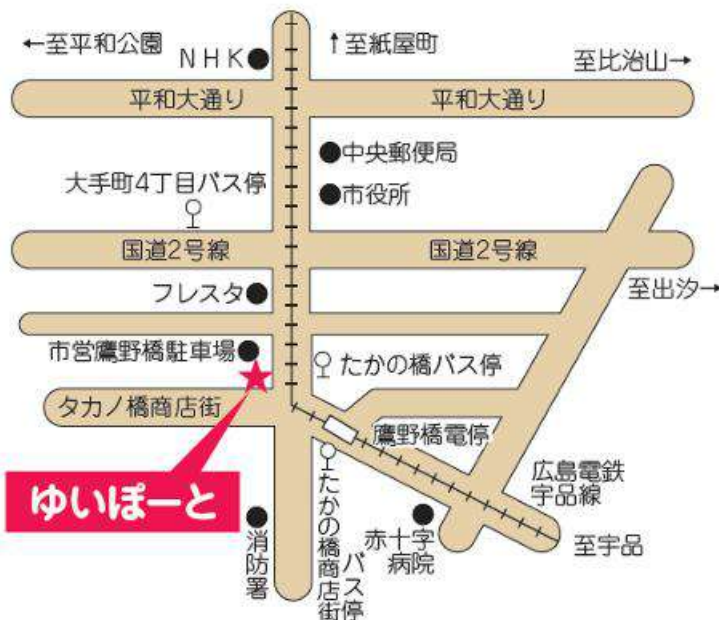 ←至平和公園
NHK
↑至紙屋町
至比治山→
平和大通り
平和大通り
中央郵便局
大手町4丁目バス停
市役所
国道2号線
国道2号線
フレスタ
至出汐→
市営鷹野橋駐車場
たかの橋バス停
タカノ橋商店街
鷹野橋電停
ゆいぽーと
広島電鉄
宇品線
消防署
たかの橋商店街
バス停
赤十字
病院
至宇品